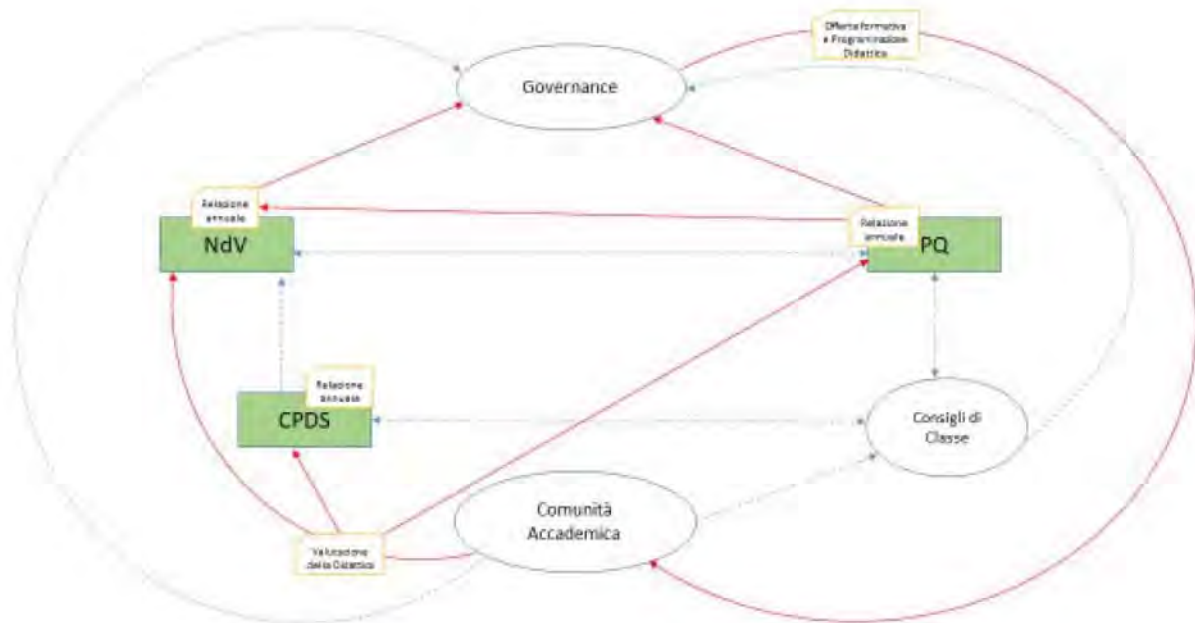 Offerta formativa
e Programmazione
Didattica
Governance
Relazione
annuale
NdV
Relazione
annuale
PQ
Relazione
annuale
CPDS
Consigli di
Classe
Comunità
Accademica
Valutazione
della Didattica